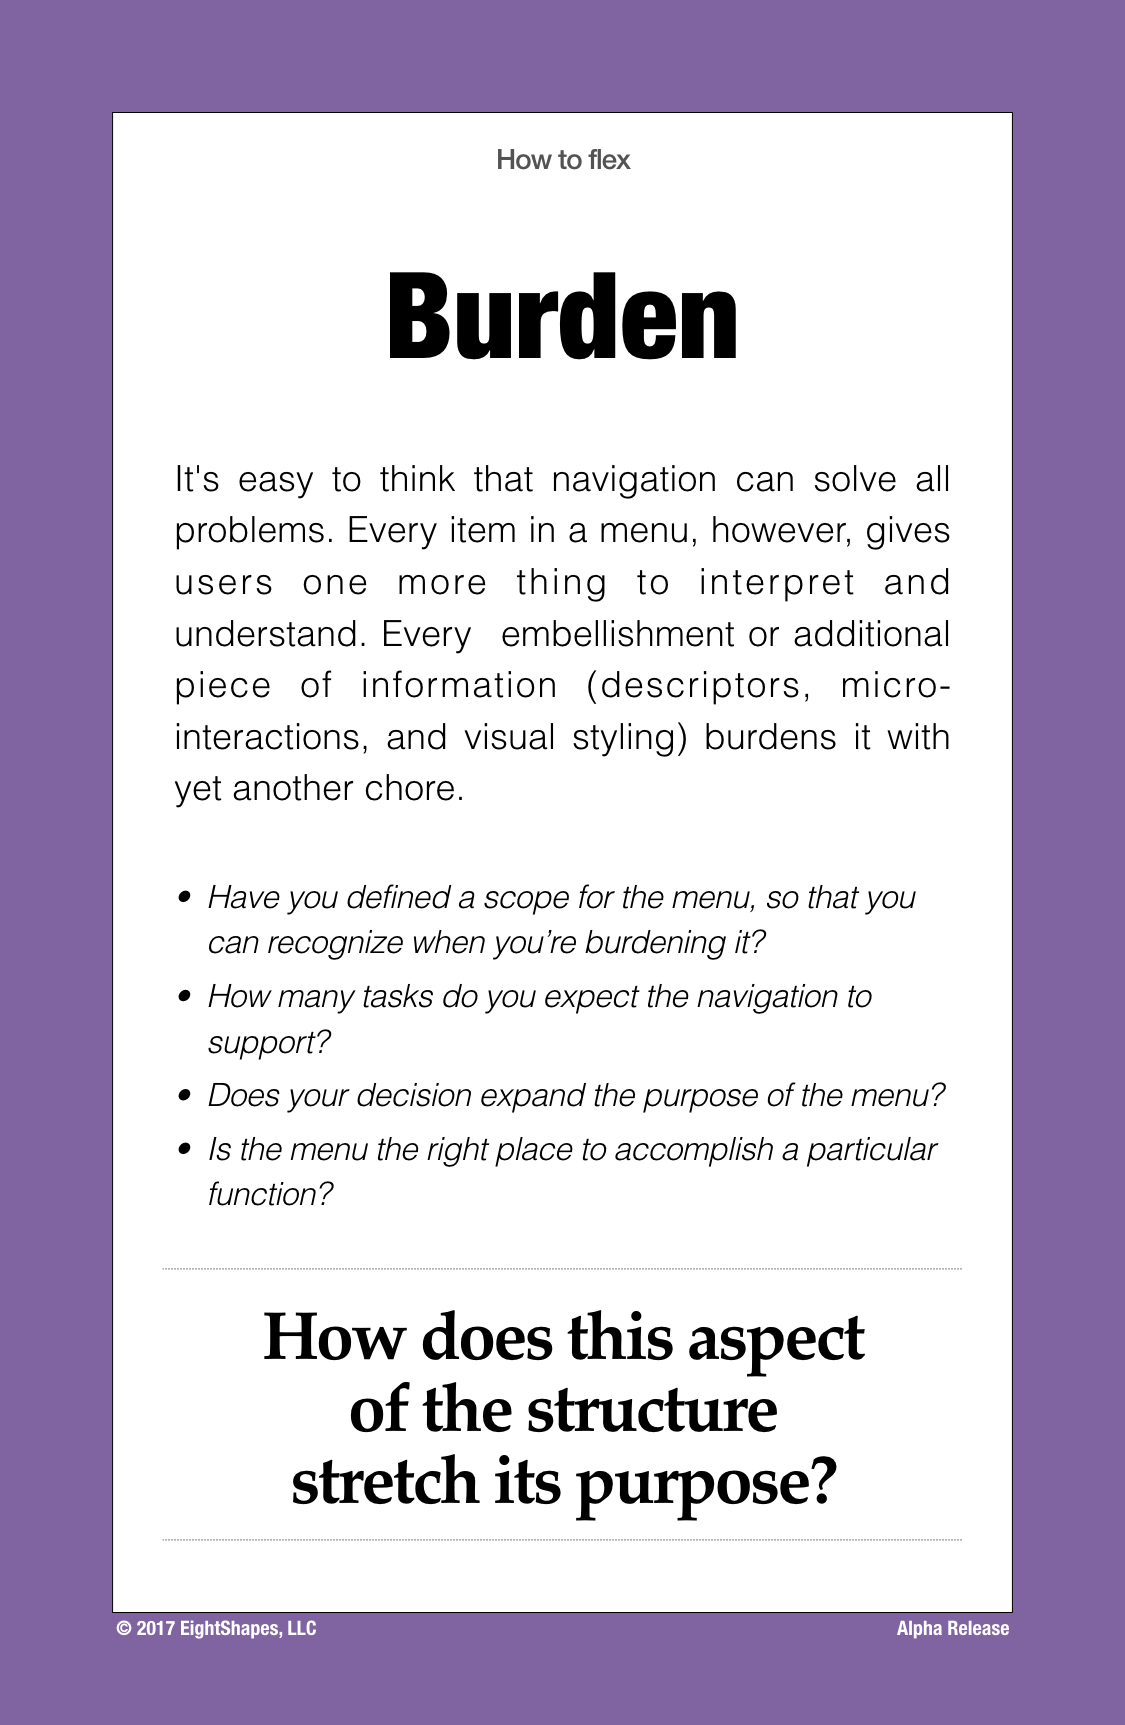 How to flex
Burden
It's easy to think that navigation can solve all
problems. Every item in a menu, however, gives
users one more thing to interpret and
understand. Every embellishment or additional
piece of information (descriptors, micro-
interactions, and visual styling) burdens it with
yet another chore.
• Have you defined a scope for the menu, so that you
can recognize when you’re burdening it?
• How many tasks do you expect the navigation to
support?
• Does your decision expand the purpose of the menu?
• Is the menu the right place to accomplish a particular
function?
How does this aspect
of the structure
stretch its purpose?
© 2017 EightShapes, LLC
Alpha Release